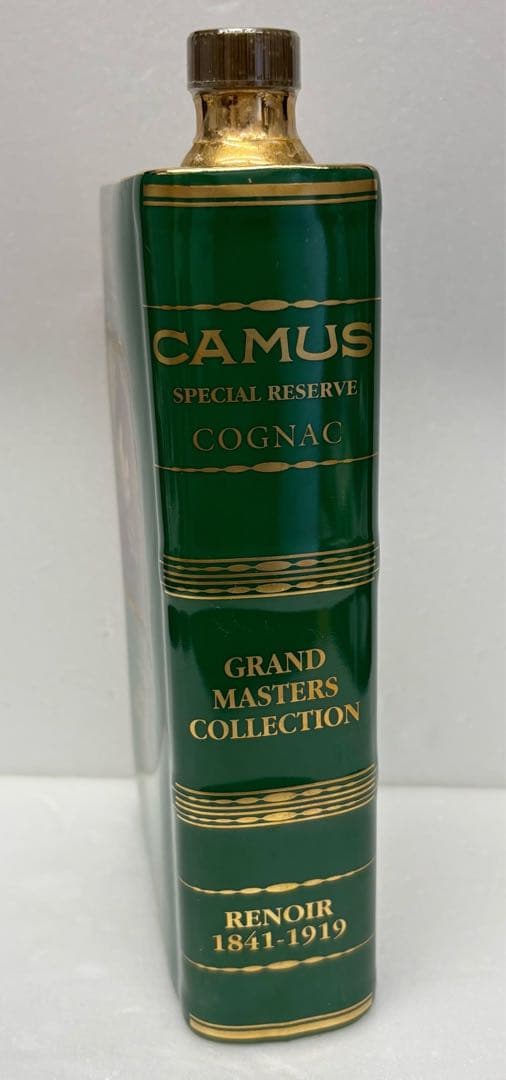 CAMUS
SPECIAL RESERVE
COGNAC
GRAND
MASTERS
COLLECTION
RENOIR
1841-1919